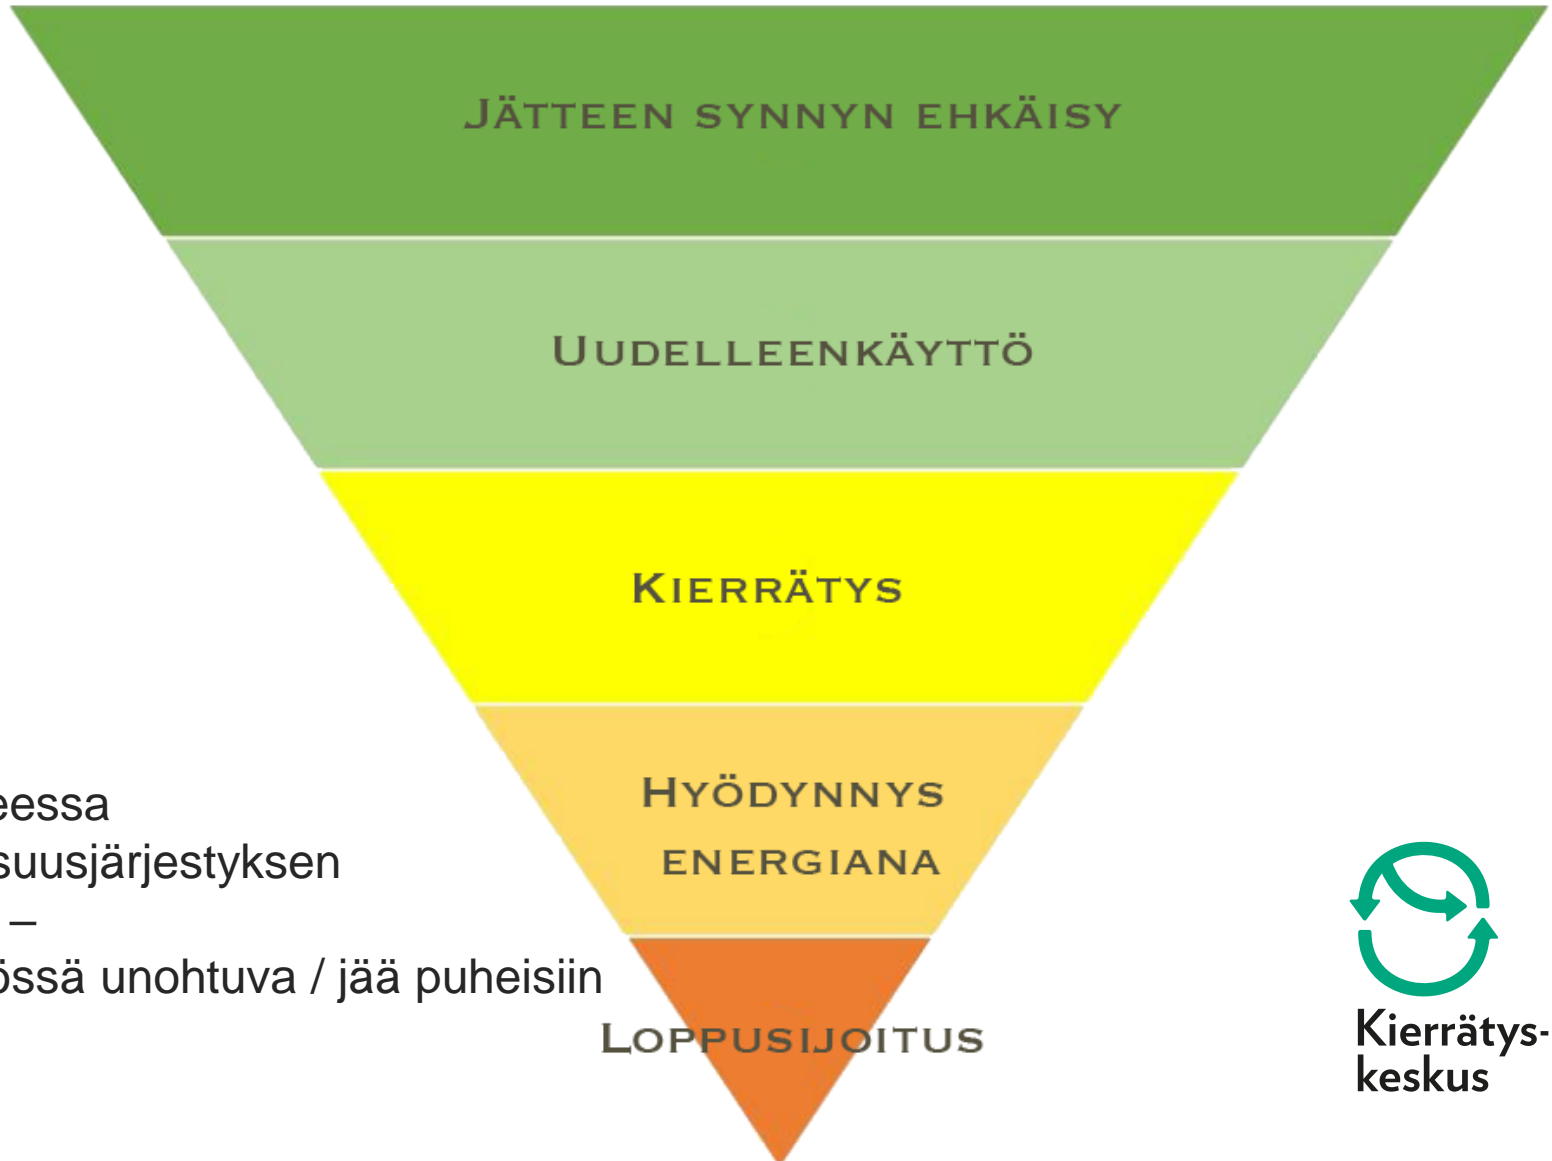 JÄTTEEN SYNNYN EHKÄISY
UUDELLEENKÄYTTÖ
KIERRÄTYS
HYÖDYNNYS
ENERGIANA
eessa
suusjärjestyksen
–
össä unohtuva / jää puheisiin
LOPPUSIJOITUS
Kierrätys-
keskus